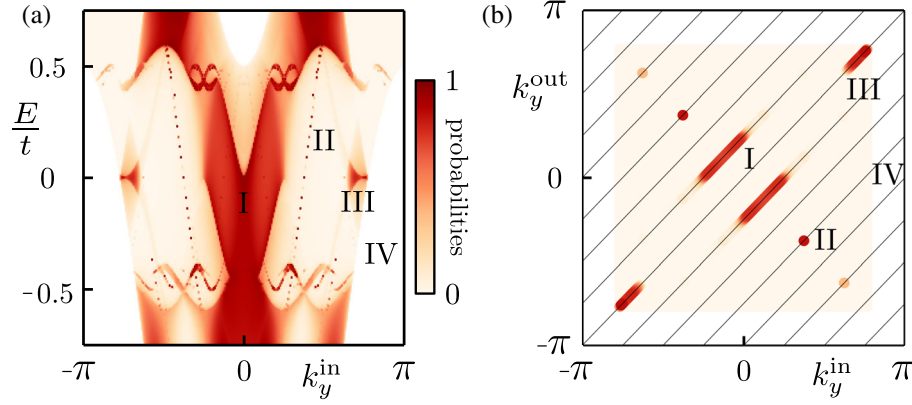 (a)
E/t
0.5
0
-0.5
-π
0
k_y^in
π
I
II
III
IV
1
probabilities
0
(b)
π
k_y^out
0
-π
-π
0
k_y^in
π
I
II
III
IV